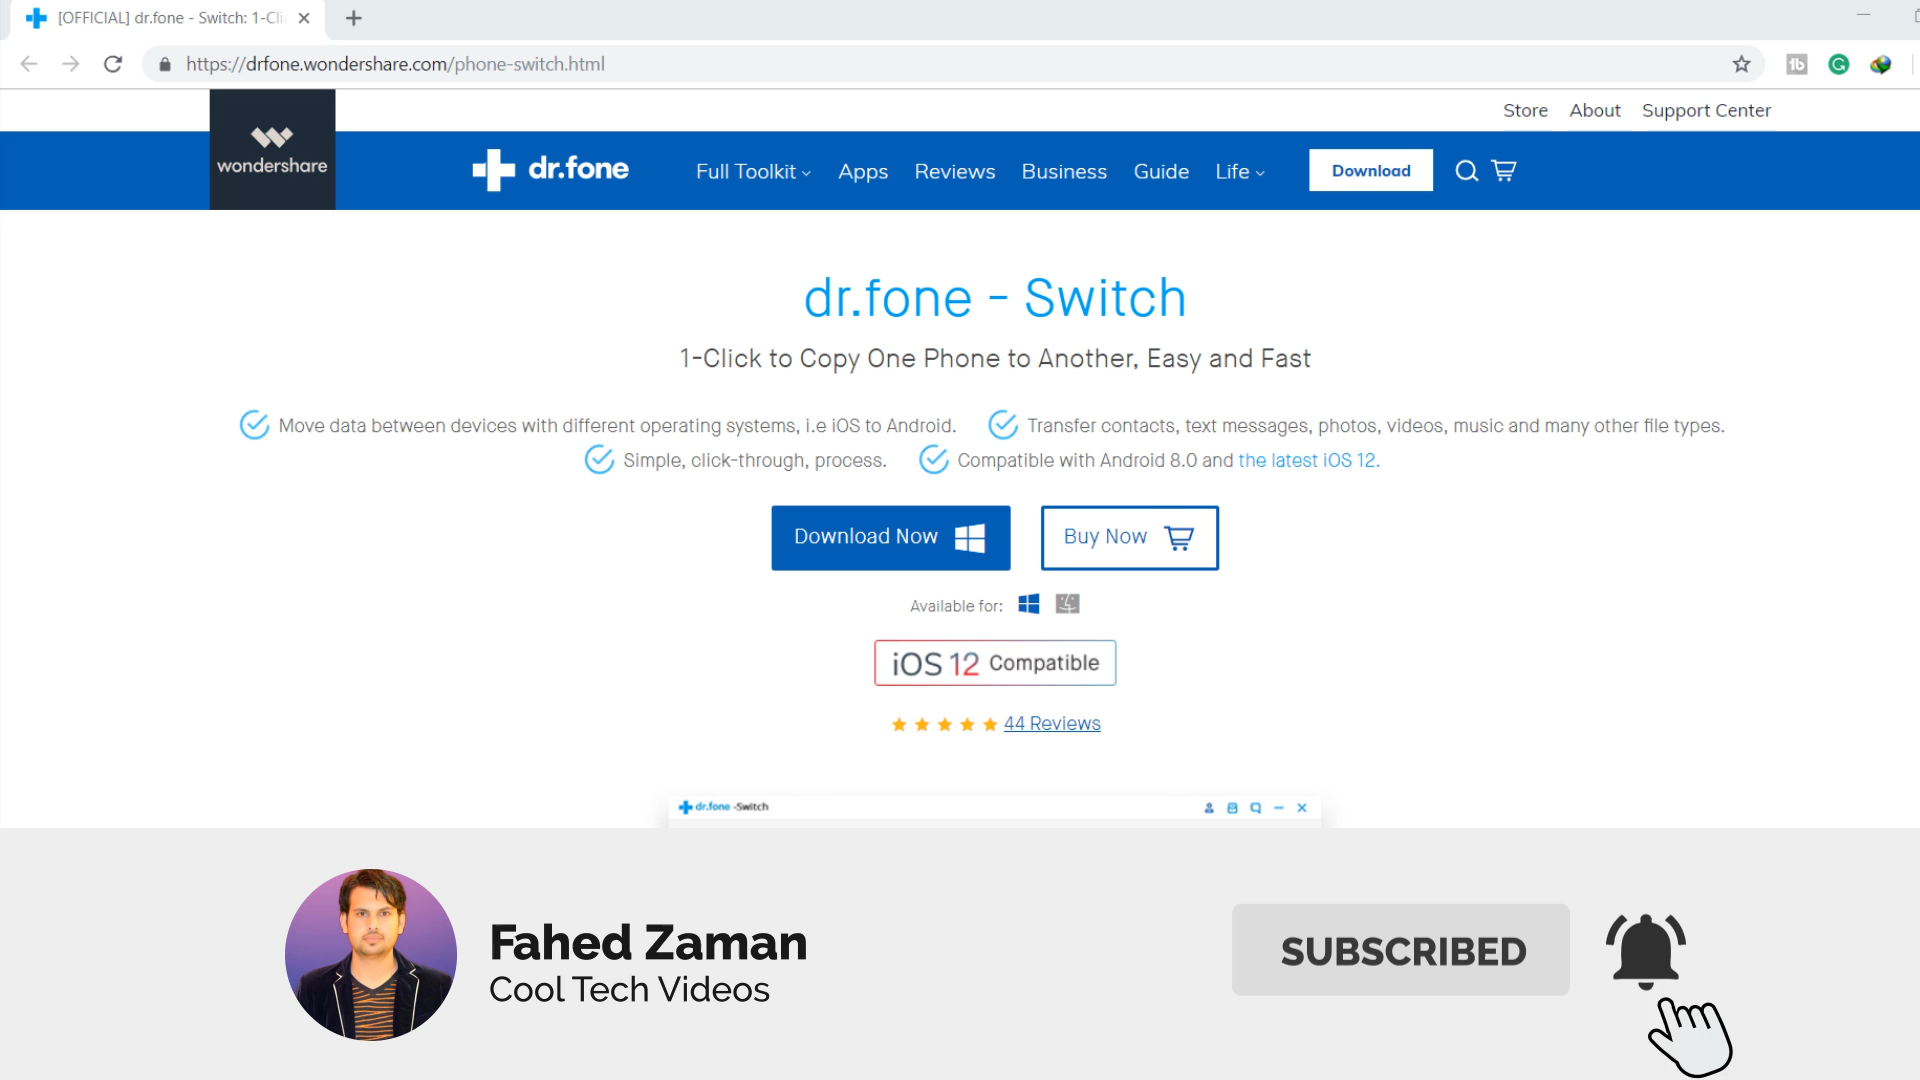 [OFFICIAL] dr.fone - Switch: 1-Cli
https://drfone.wondershare.com/phone-switch.html
Store About Support Center
wondershare
dr.fone Full Toolkit Apps Reviews Business Guide Life Download
dr.fone - Switch
1-Click to Copy One Phone to Another, Easy and Fast
Move data between devices with different operating systems, i.e iOS to Android. Transfer contacts, text messages, photos, videos, music and many other file types.
Simple, click-through, process. Compatible with Android 8.0 and the latest iOS 12.
Download Now Buy Now
Available for:
iOS 12 Compatible
44 Reviews
dr.fone -Switch
Fahed Zaman
Cool Tech Videos
SUBSCRIBED